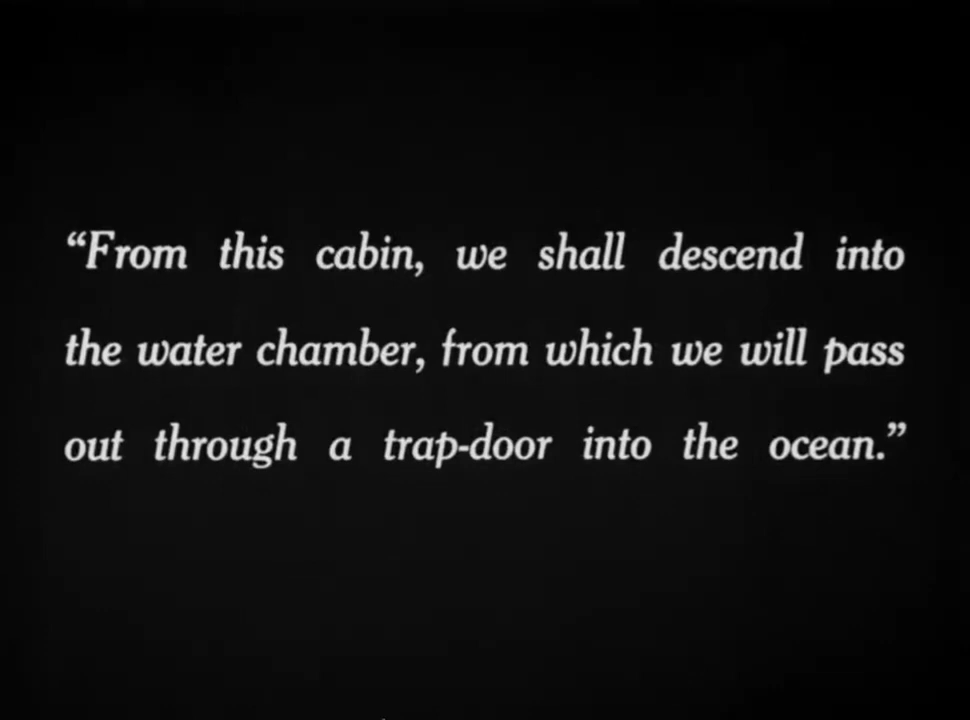 “From this cabin, we shall descend into
the water chamber, from which we will pass
out through a trap-door into the ocean.”